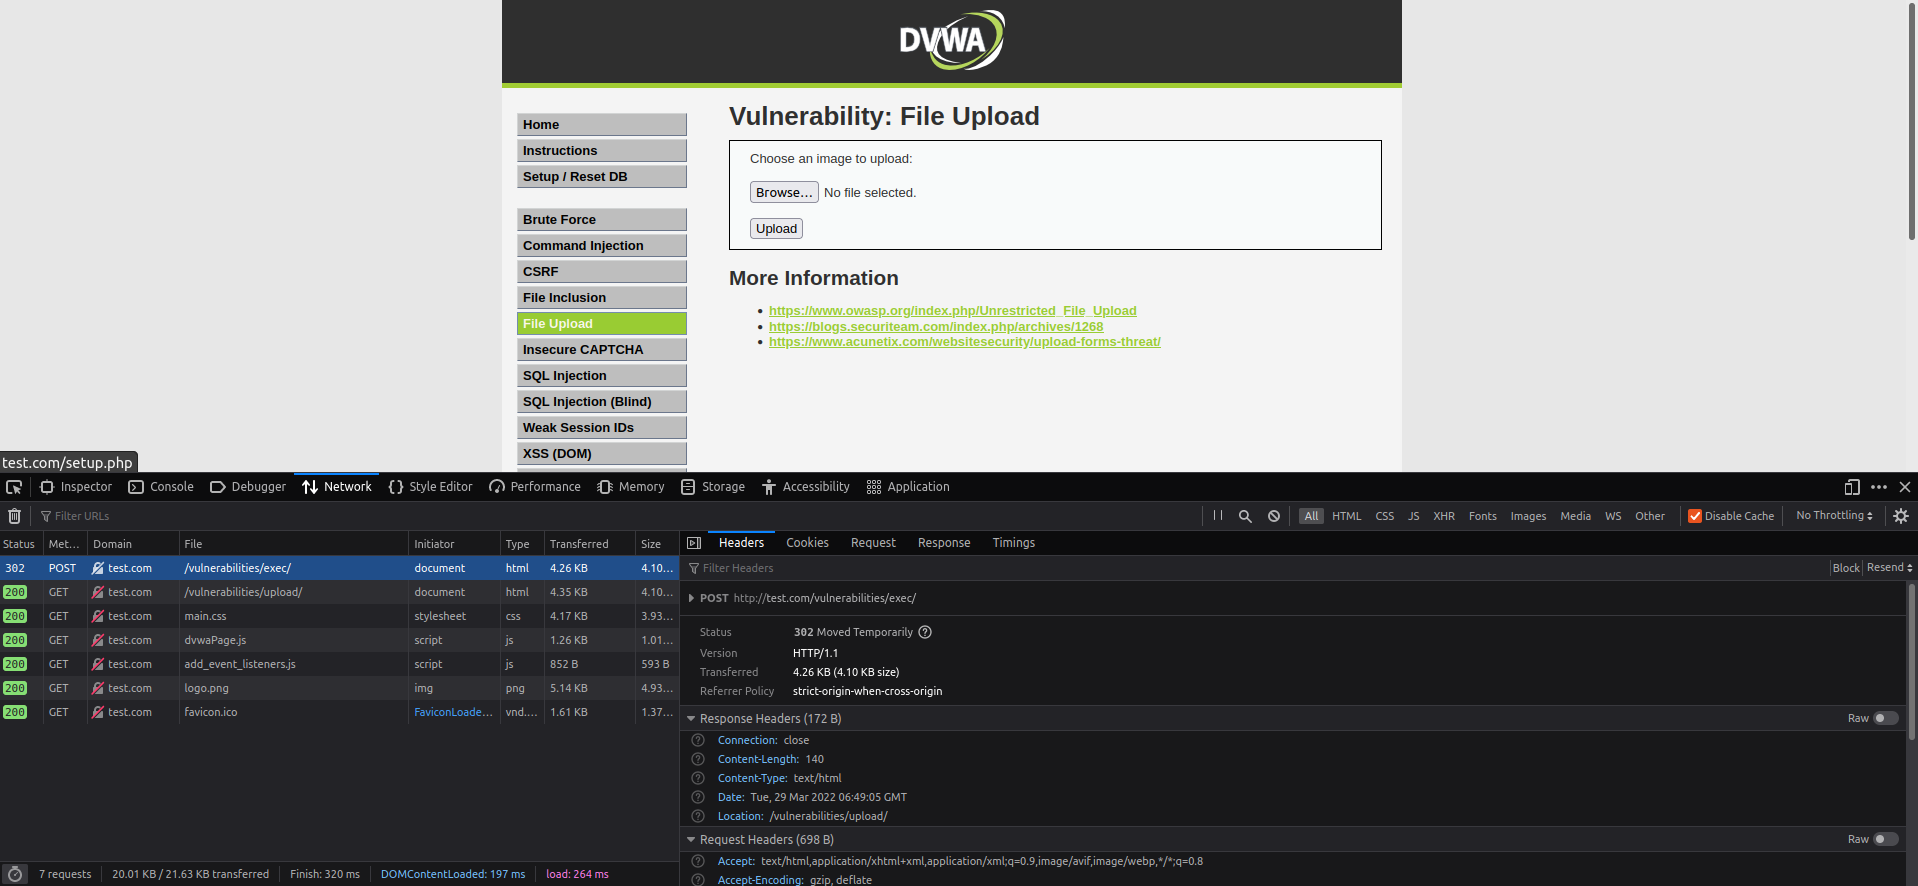 DVWA
Home
Instructions
Setup / Reset DB
Brute Force
Command Injection
CSRF
File Inclusion
File Upload
Insecure CAPTCHA
SQL Injection
SQL Injection (Blind)
Weak Session IDs
XSS (DOM)
Vulnerability: File Upload
Choose an image to upload:
Browse... No file selected.
Upload
More Information
https://www.owasp.org/index.php/Unrestricted_File_Upload
https://blogs.securiteam.com/index.php/archives/1268
https://www.acunetix.com/websitesecurity/upload-forms-threat/
test.com/setup.php
Inspector Console Debugger Network Style Editor Performance Memory Storage Accessibility Application
Filter URLs All HTML CSS JS XHR Fonts Images Media WS Other Disable Cache No Throttling
Status Met... Domain File Initiator Type Transferred Size
302 POST test.com /vulnerabilities/exec/ document html 4.26 KB 4.10...
200 GET test.com /vulnerabilities/upload/ document html 4.35 KB 4.10...
200 GET test.com main.css stylesheet css 4.17 KB 3.93...
200 GET test.com dvwaPage.js script js 1.26 KB 1.01...
200 GET test.com add_event_listeners.js script js 852 B 593 B
200 GET test.com logo.png img png 5.14 KB 4.93...
200 GET test.com favicon.ico FaviconLoade... vnd.... 1.61 KB 1.37...
7 requests 20.01 KB / 21.63 KB transferred Finish: 320 ms DOMContentLoaded: 197 ms load: 264 ms
Headers Cookies Request Response Timings
Filter Headers Block Resend
POST http://test.com/vulnerabilities/exec/
Status 302 Moved Temporarily
Version HTTP/1.1
Transferred 4.26 KB (4.10 KB size)
Referrer Policy strict-origin-when-cross-origin
Response Headers (172 B) Raw
Connection: close
Content-Length: 140
Content-Type: text/html
Date: Tue, 29 Mar 2022 06:49:05 GMT
Location: /vulnerabilities/upload/
Request Headers (698 B) Raw
Accept: text/html,application/xhtml+xml,application/xml;q=0.9,image/avif,image/webp,*/*;q=0.8
Accept-Encoding: gzip, deflate